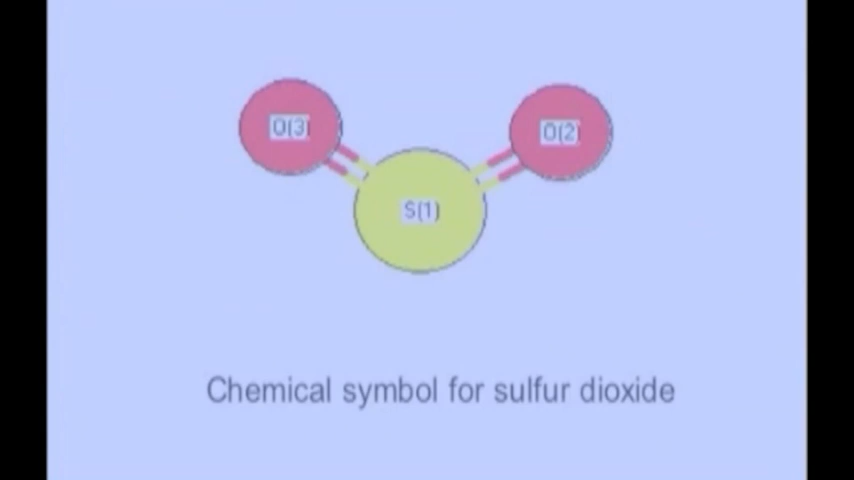 O(3)
O(2)
S(1)
Chemical symbol for sulfur dioxide